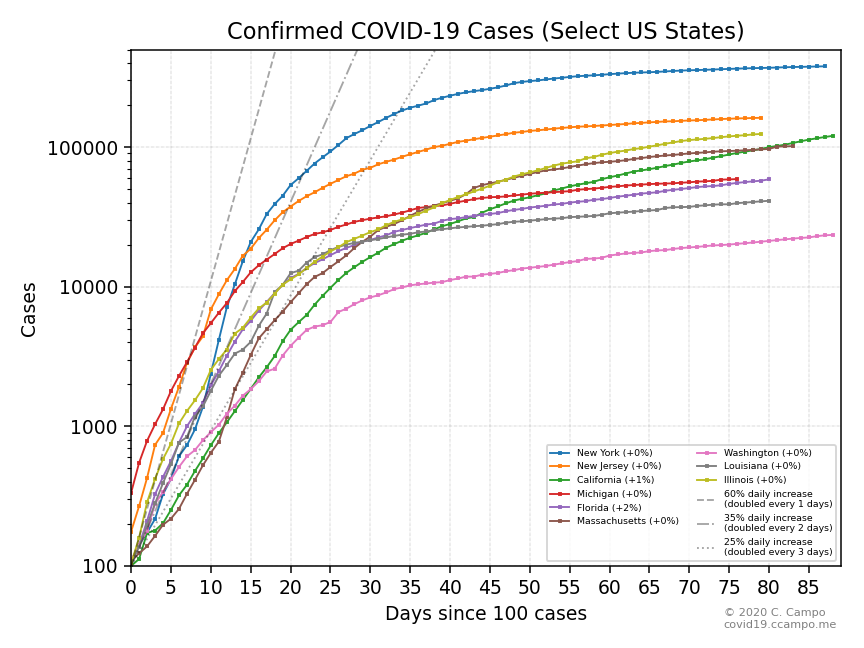 Confirmed COVID-19 Cases (Select US States)
Cases
100000
10000
1000
100
0 5 10 15 20 25 30 35 40 45 50 55 60 65 70 75 80 85
Days since 100 cases
New York (+0%)
New Jersey (+0%)
California (+1%)
Michigan (+0%)
Florida (+2%)
Massachusetts (+0%)
Washington (+0%)
Louisiana (+0%)
Illinois (+0%)
60% daily increase
(doubled every 1 days)
35% daily increase
(doubled every 2 days)
25% daily increase
(doubled every 3 days)
© 2020 C. Campo
covid19.ccampo.me